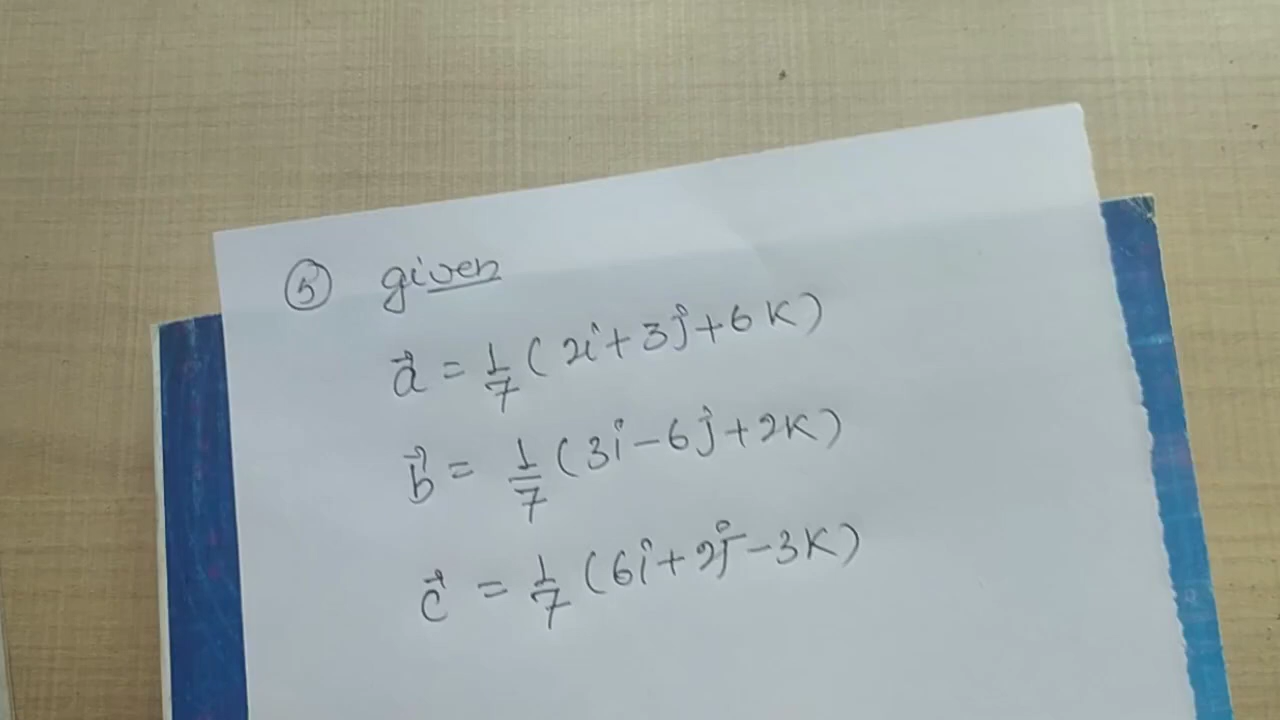 ⑤ given
a⃗ = 1/7 (2i + 3j + 6k)
b⃗ = 1/7 (3i - 6j + 2k)
c⃗ = 1/7 (6i + 2j - 3k)